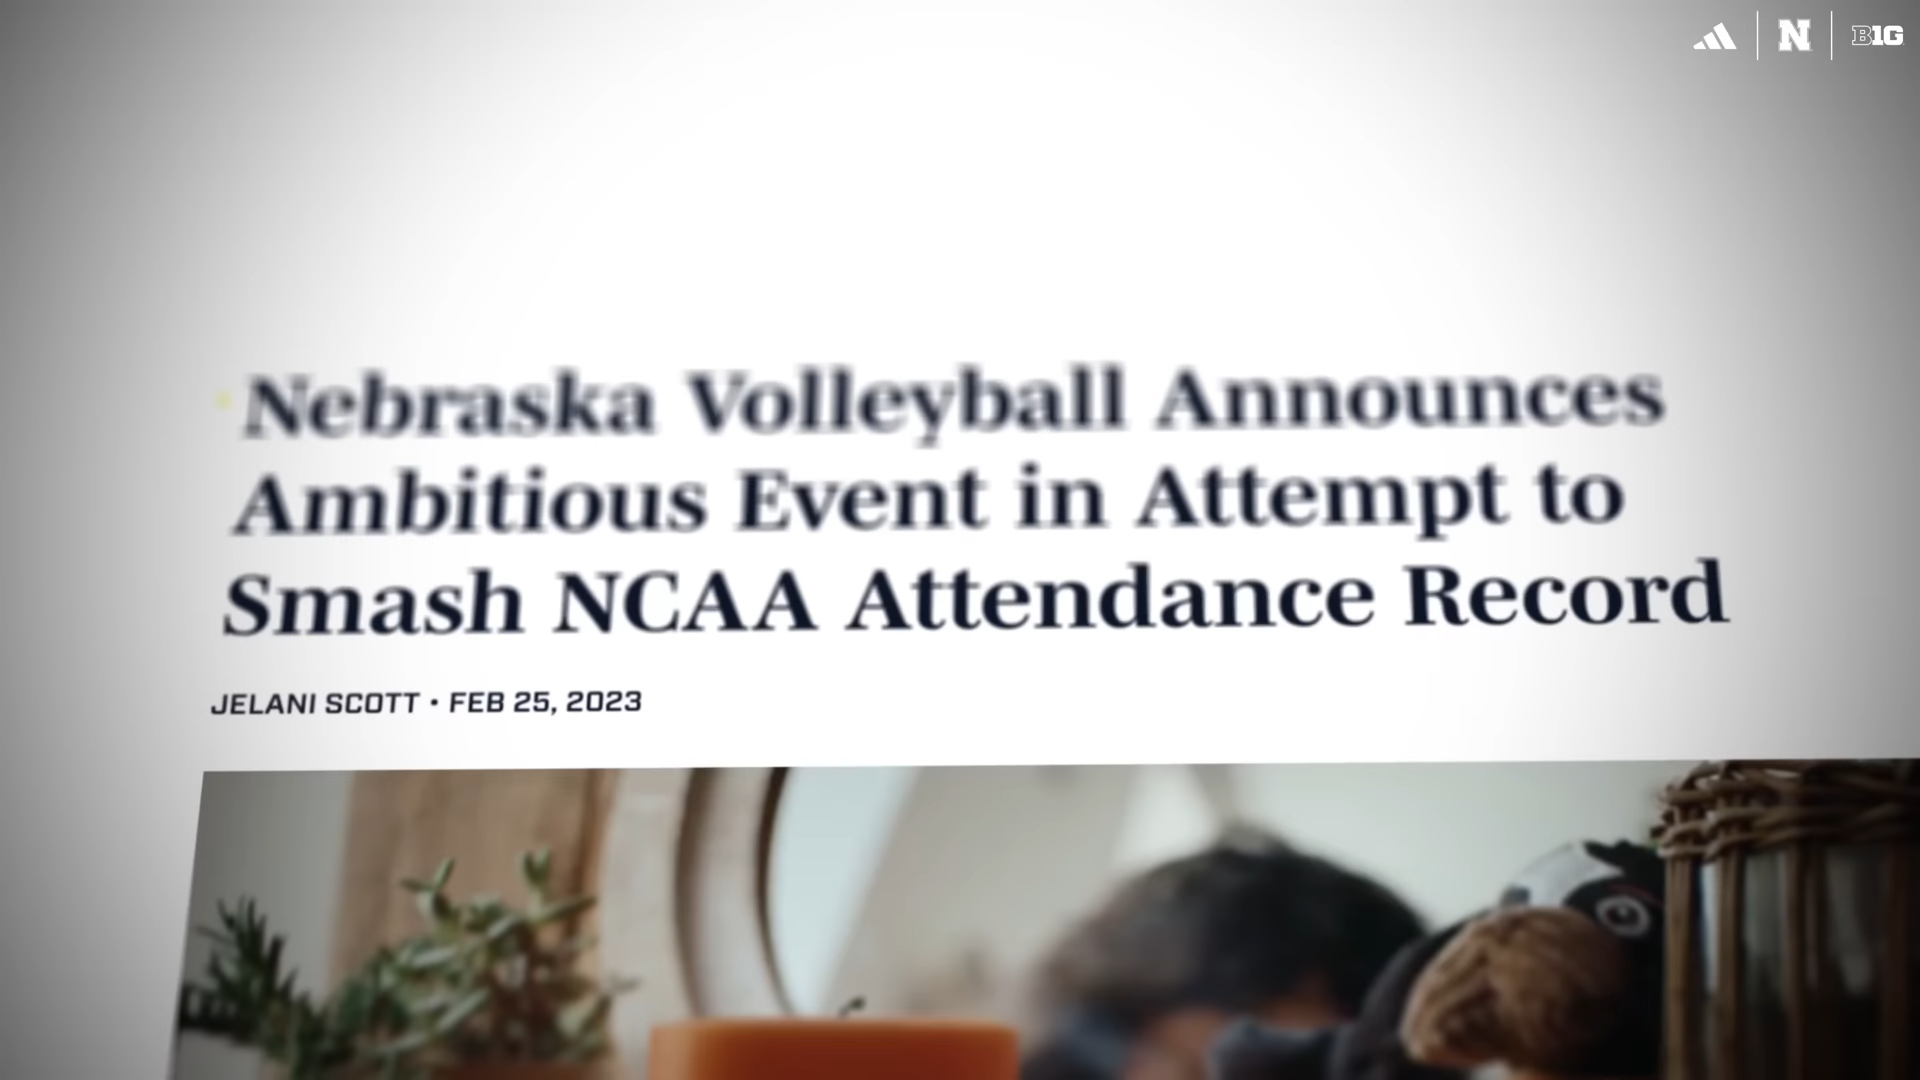 N
B1G
Nebraska Volleyball Announces
Ambitious Event in Attempt to
Smash NCAA Attendance Record
JELANI SCOTT • FEB 25, 2023